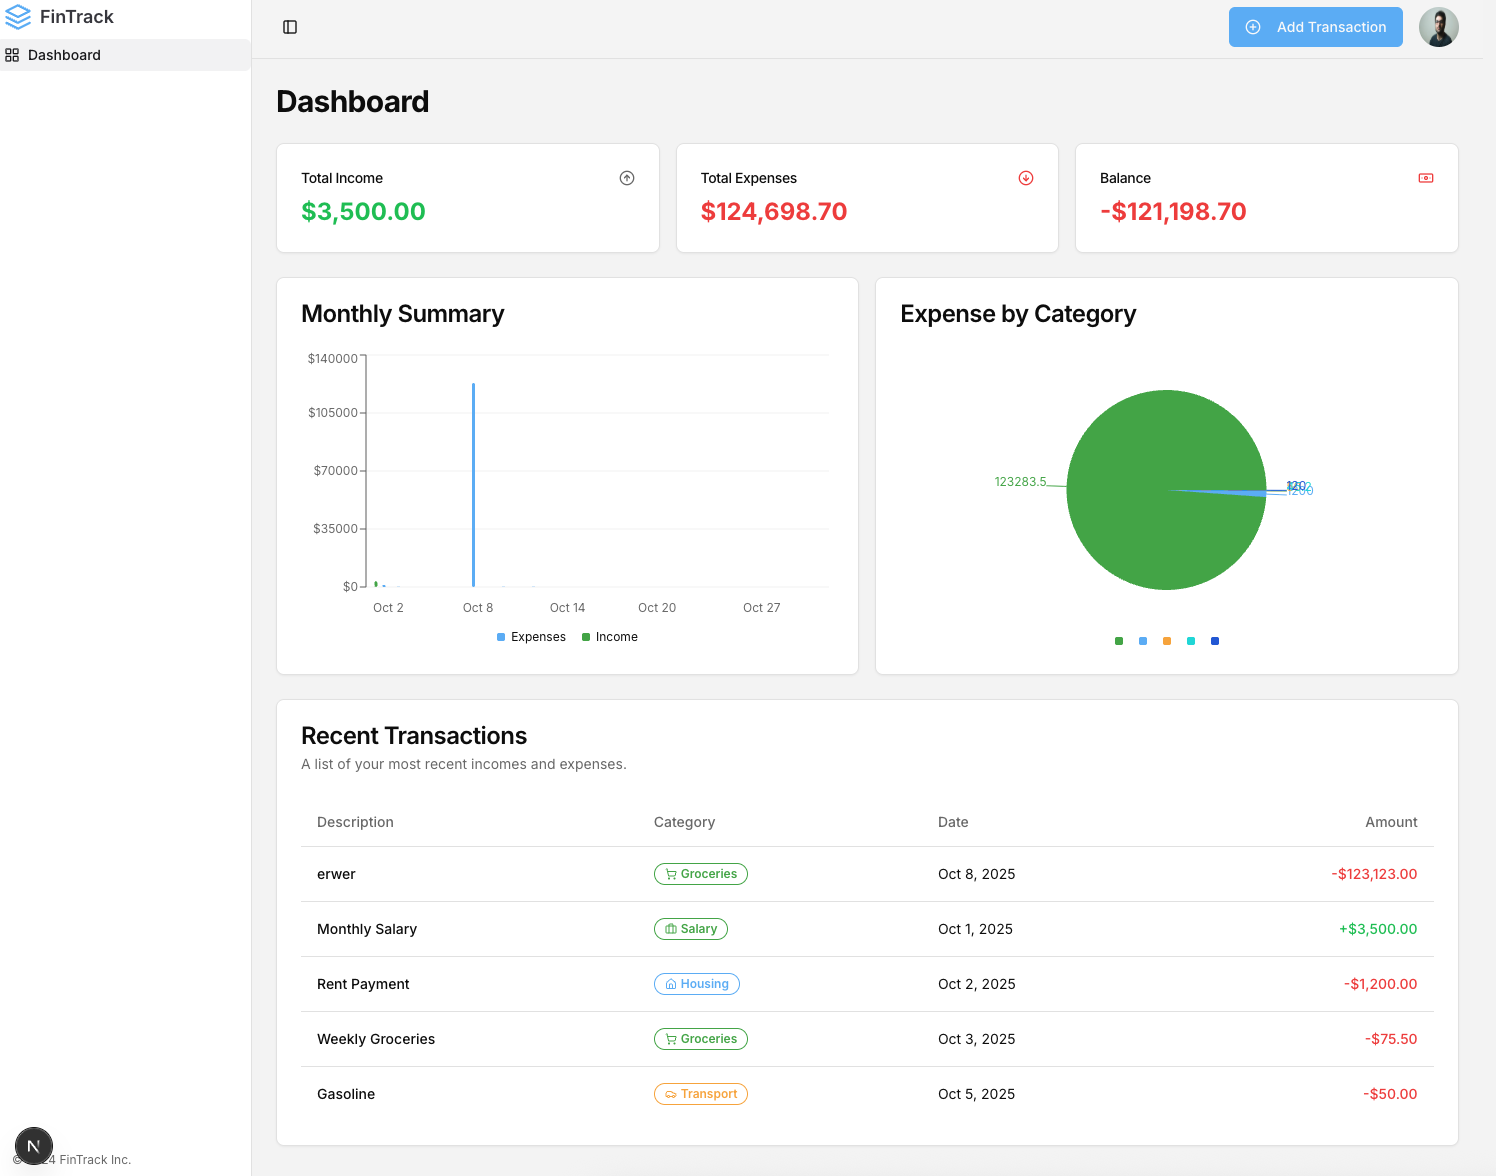 FinTrack
Add Transaction
Dashboard
Dashboard
Total Income
$3,500.00
Total Expenses
$124,698.70
Balance
-$121,198.70
Monthly Summary
$140000
$105000
$70000
$35000
$0
Oct 2 Oct 8 Oct 14 Oct 20 Oct 27
Expenses Income
Expense by Category
123283.5
120
1200
Recent Transactions
A list of your most recent incomes and expenses.
Description Category Date Amount
erwer Groceries Oct 8, 2025 -$123,123.00
Monthly Salary Salary Oct 1, 2025 +$3,500.00
Rent Payment Housing Oct 2, 2025 -$1,200.00
Weekly Groceries Groceries Oct 3, 2025 -$75.50
Gasoline Transport Oct 5, 2025 -$50.00
N
FinTrack Inc.